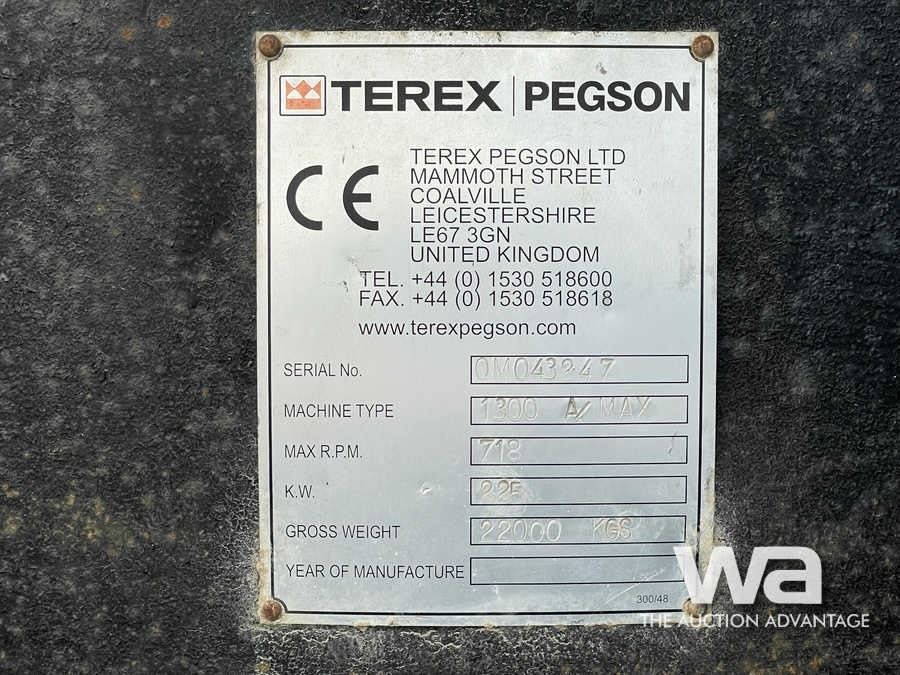 TEREX | PEGSON
CE
TEREX PEGSON LTD
MAMMOTH STREET
COALVILLE
LEICESTERSHIRE
LE67 3GN
UNITED KINGDOM
TEL. +44 (0) 1530 518600
FAX. +44 (0) 1530 518618
www.terexpegson.com
SERIAL No. OM043247
MACHINE TYPE 1300 A/ MAX
MAX R.P.M. 718
K.W. 225
GROSS WEIGHT 22000 KGS
YEAR OF MANUFACTURE
300/48
wa
THE AUCTION ADVANTAGE